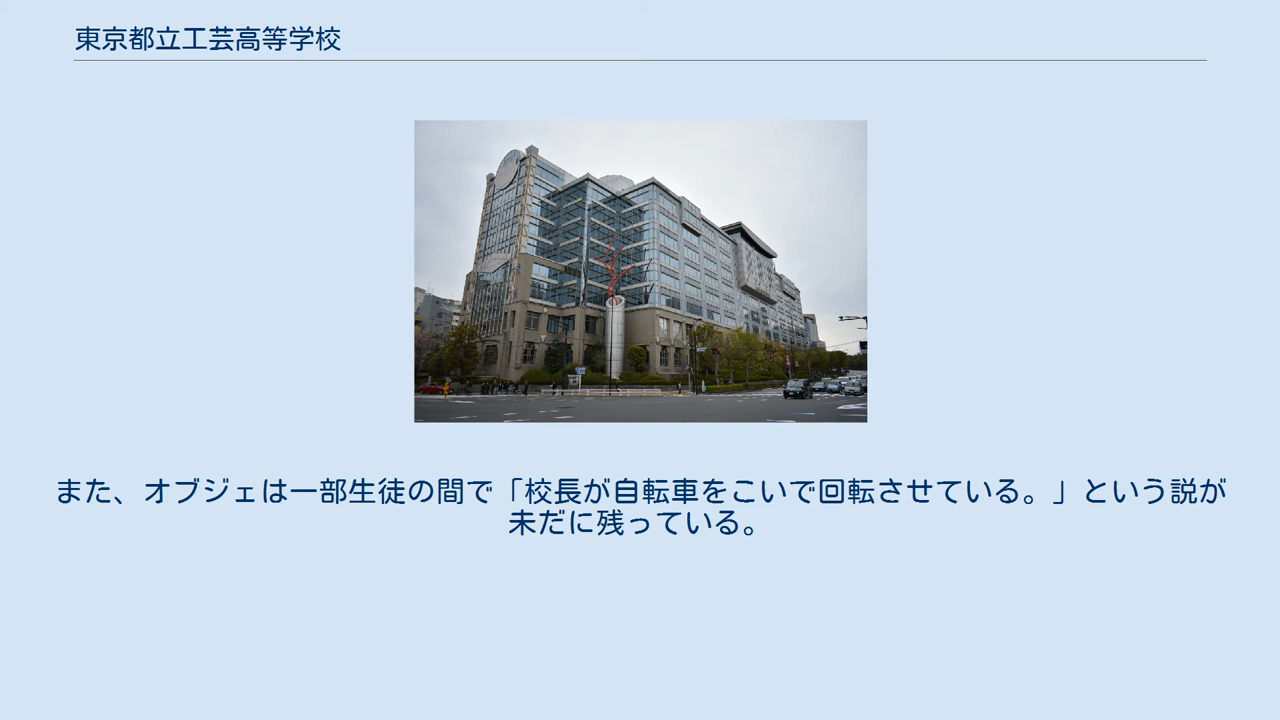 東京都立工芸高等学校
また、オブジェは一部生徒の間で「校長が自転車をこいで回転させている。」という説が
未だに残っている。